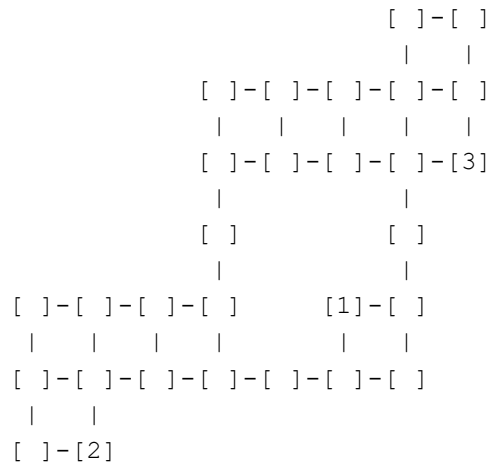 [ ]-[ ]
                         |   |
            [ ]-[ ]-[ ]-[ ]-[ ]
             |   |   |   |   |
            [ ]-[ ]-[ ]-[ ]-[3]
             |           |
            [ ]         [ ]
             |           |
[ ]-[ ]-[ ]-[ ]     [1]-[ ]
 |   |   |   |       |   |
[ ]-[ ]-[ ]-[ ]-[ ]-[ ]-[ ]
 |   |
[ ]-[2]